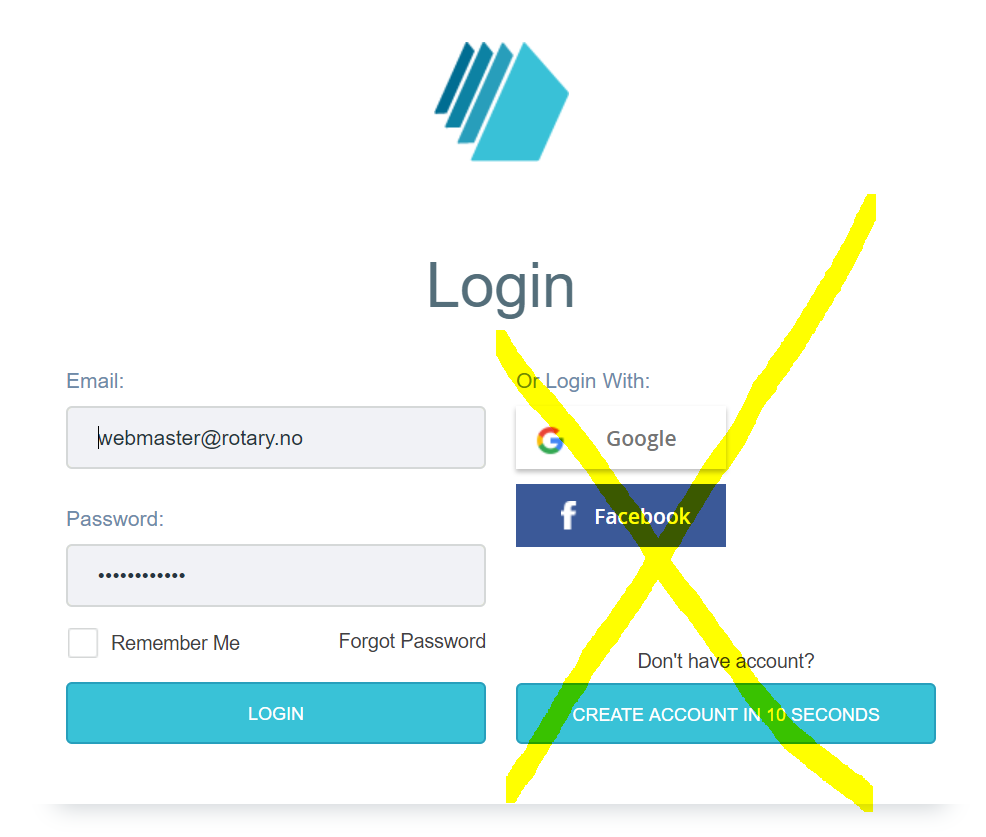 Login
Email:
webmaster@rotary.no
Password:
••••••••••••
Remember Me
Forgot Password
LOGIN
Or Login With:
Google
Facebook
Don't have account?
CREATE ACCOUNT IN 10 SECONDS